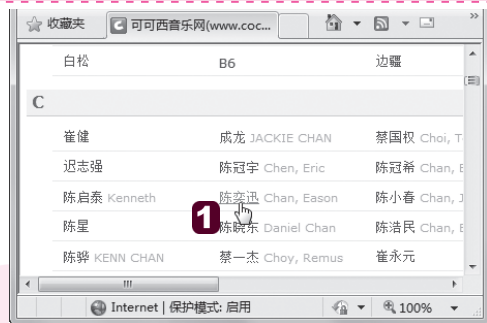 收藏夹 可可西音乐网(www.coc... »
白松 B6 边疆
C
崔健 成龙 JACKIE CHAN 蔡国权 Choi, T
迟志强 陈冠宇 Chen, Eric 陈冠希 Chan, E
陈启泰 Kenneth 陈奕迅 Chan, Eason 陈小春 Chan, J
1
陈星 陈晓东 Daniel Chan 陈浩民 Chan, E
陈骅 KENN CHAN 蔡一杰 Choy, Remus 崔永元
Internet | 保护模式: 启用 100%